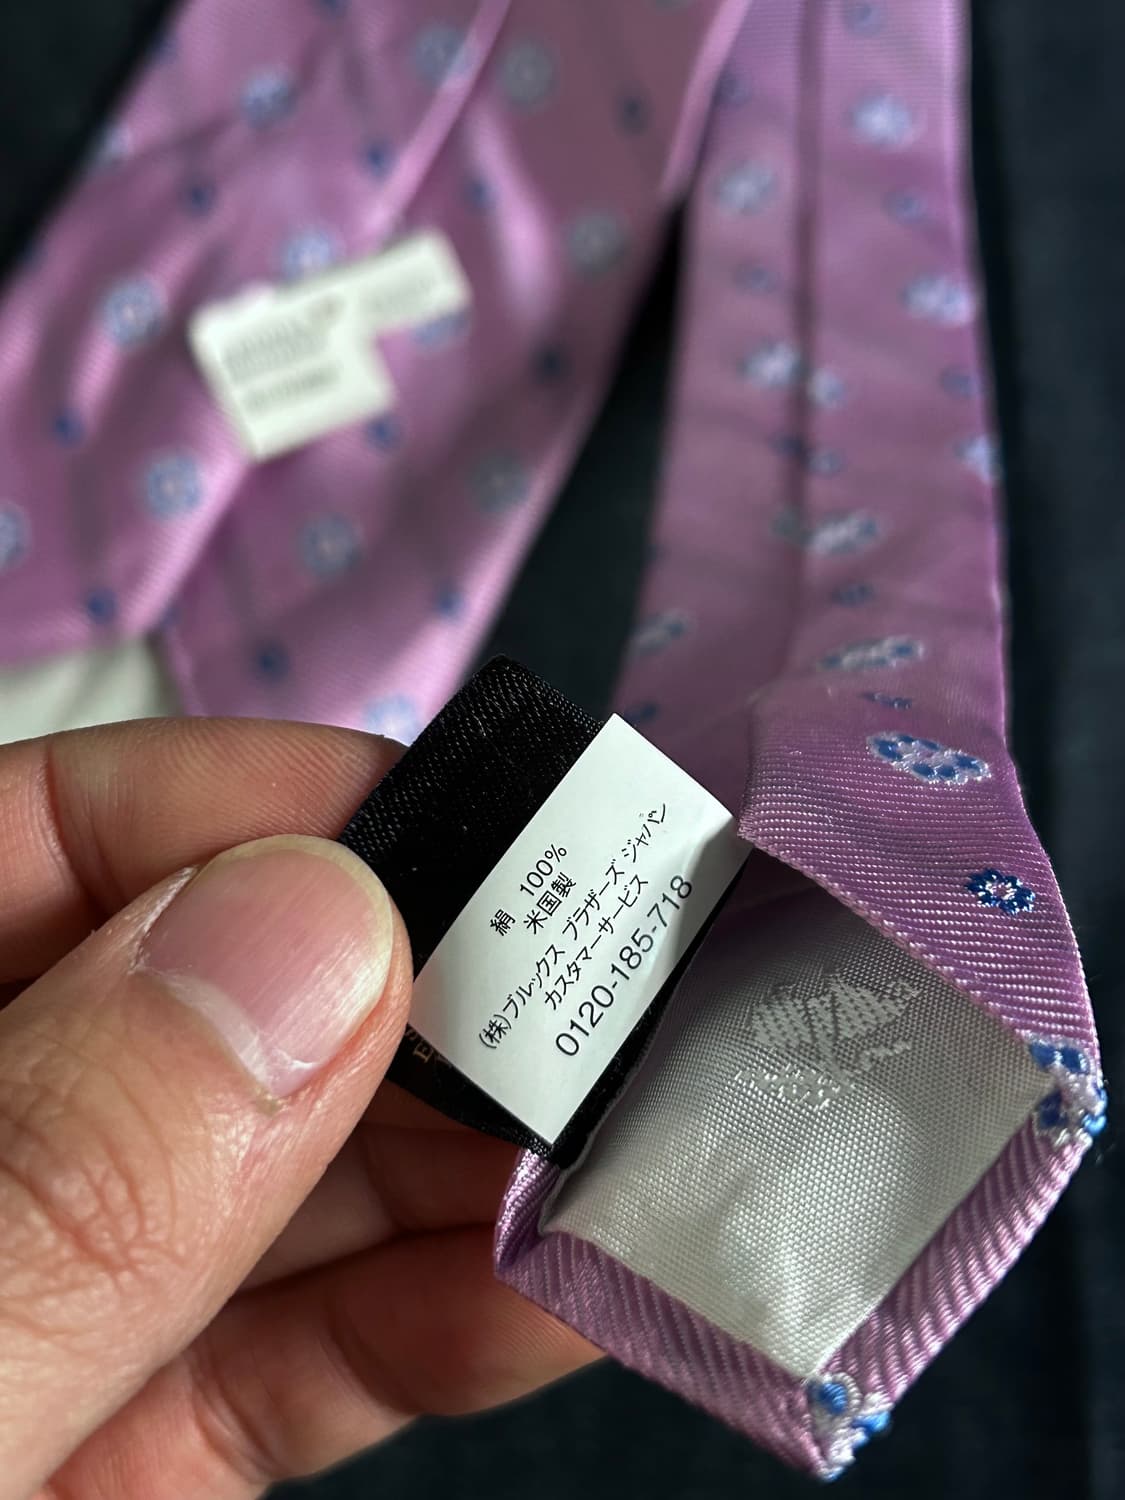 絹 100%
米国製
(株)ブルックス ブラザーズ ジャパン
カスタマーサービス
0120-185-718